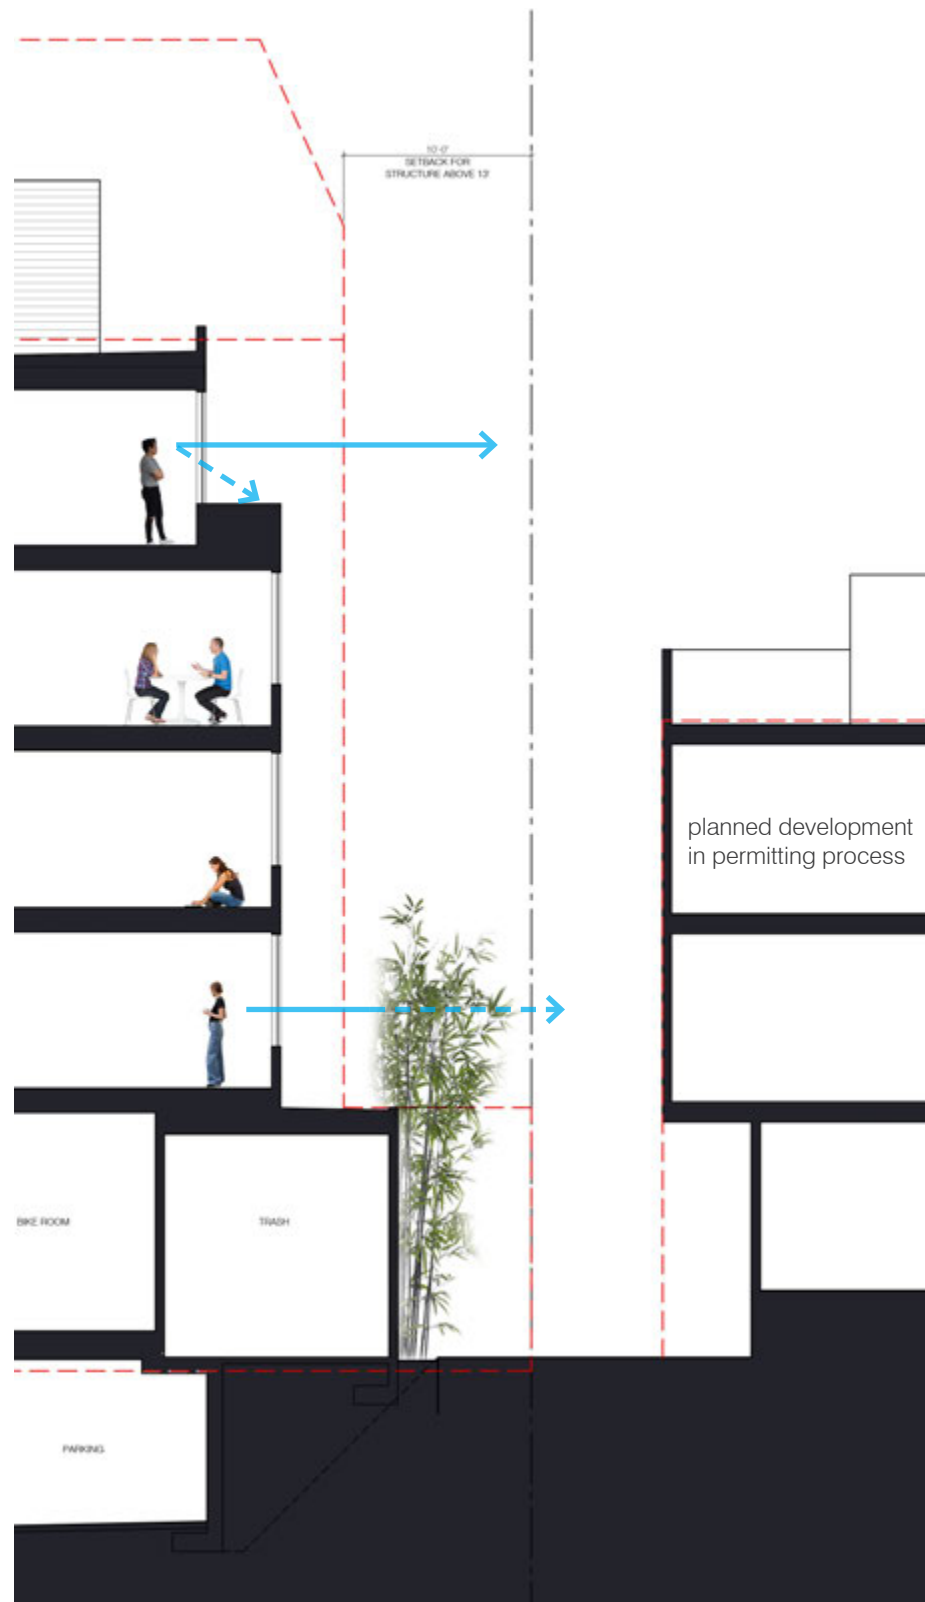 10'-0"
SETBACK FOR
STRUCTURE ABOVE 13'
planned development
in permitting process
BIKE ROOM
TRASH
PARKING